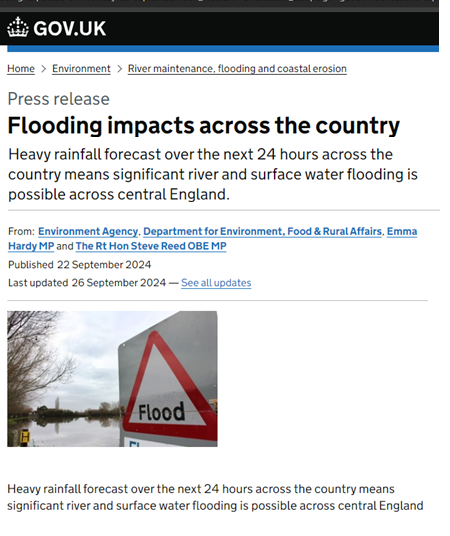 GOV.UK
Home > Environment > River maintenance, flooding and coastal erosion
Press release
Flooding impacts across the country
Heavy rainfall forecast over the next 24 hours across the
country means significant river and surface water flooding is
possible across central England.
From: Environment Agency, Department for Environment, Food & Rural Affairs, Emma
Hardy MP and The Rt Hon Steve Reed OBE MP
Published 22 September 2024
Last updated 26 September 2024 — See all updates
Flood
Heavy rainfall forecast over the next 24 hours across the country means
significant river and surface water flooding is possible across central England